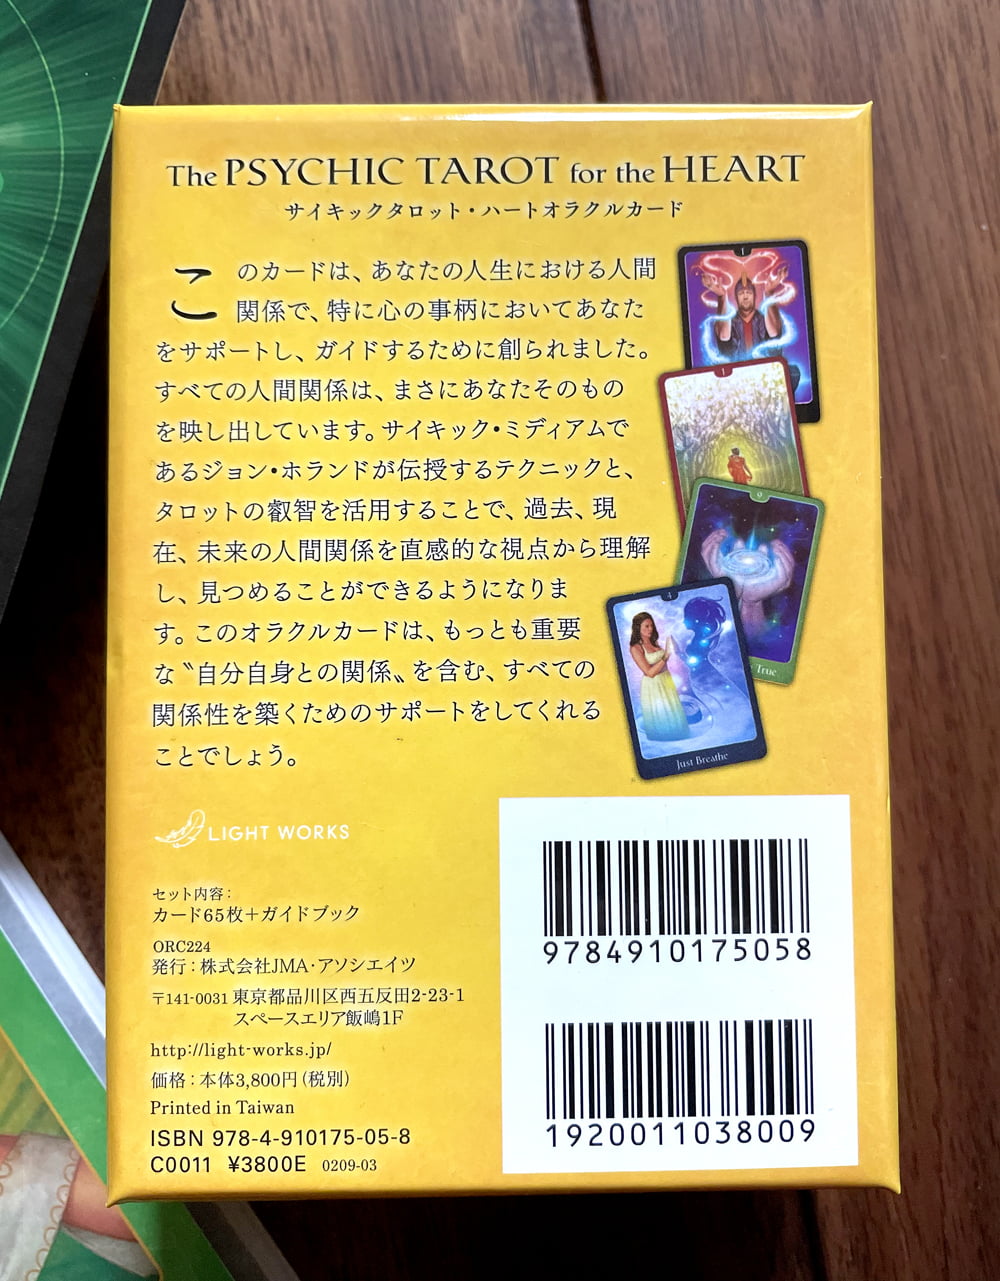 The PSYCHIC TAROT for the HEART
サイキックタロット・ハートオラクルカード
このカードは、あなたの人生における人間
関係で、特に心の事柄においてあなた
をサポートし、ガイドするために創られました。
すべての人間関係は、まさにあなたそのもの
を映し出しています。サイキック・ミディアムで
あるジョン・ホランドが伝授するテクニックと、
タロットの叡智を活用することで、過去、現
在、未来の人間関係を直感的な視点から理解
し、見つめることができるようになりま
す。このオラクルカードは、もっとも重要
な〝自分自身との関係〟を含む、すべての
関係性を築くためのサポートをしてくれる
ことでしょう。
1
1
0
True
4
Just Breathe
LIGHT WORKS
セット内容：
カード65枚＋ガイドブック
ORC224
発行：株式会社JMA・アソシエイツ
〒141-0031 東京都品川区西五反田2-23-1
スペースエリア飯嶋1F
http://light-works.jp/
価格：本体3,800円（税別）
Printed in Taiwan
ISBN 978-4-910175-05-8
C0011 ¥3800E 0209-03
9784910175058
1920011038009